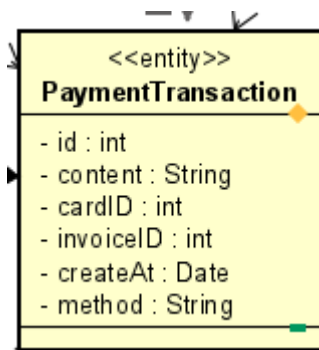 <<entity>>
PaymentTransaction
- id : int
- content : String
- cardID : int
- invoiceID : int
- createAt : Date
- method : String